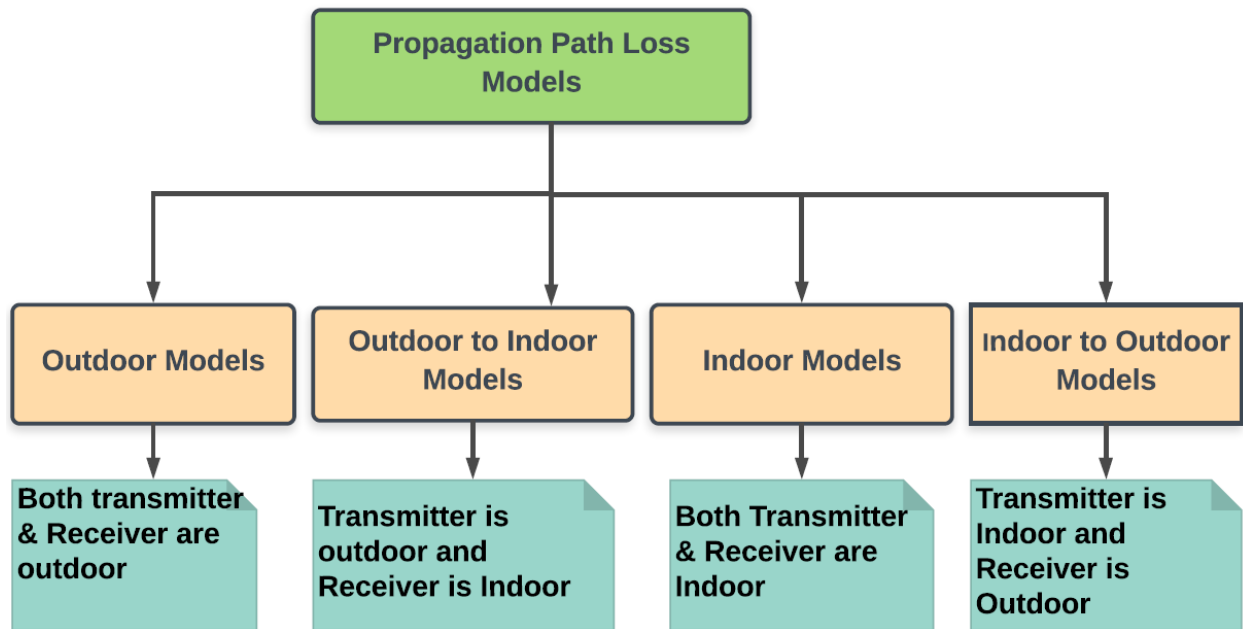 Propagation Path Loss
Models
Outdoor Models
Outdoor to Indoor
Models
Indoor Models
Indoor to Outdoor
Models
Both transmitter
& Receiver are
outdoor
Transmitter is
outdoor and
Receiver is Indoor
Both Transmitter
& Receiver are
Indoor
Transmitter is
Indoor and
Receiver is
Outdoor